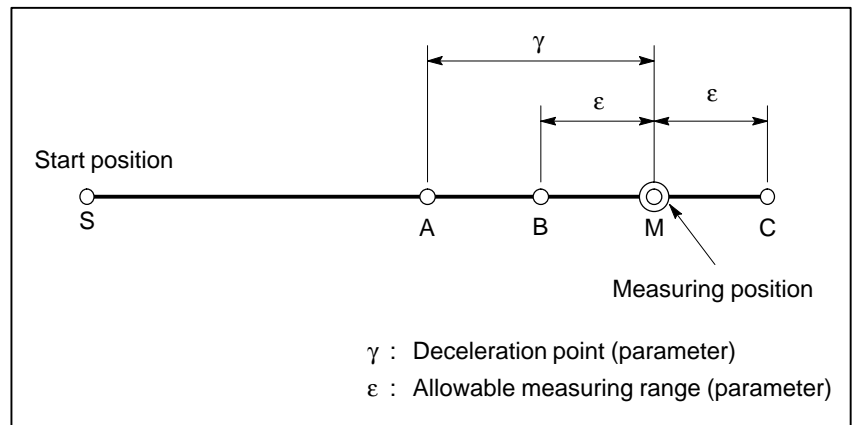 γ
ε ε
Start position
S A B M C
Measuring position
γ : Deceleration point (parameter)
ε : Allowable measuring range (parameter)